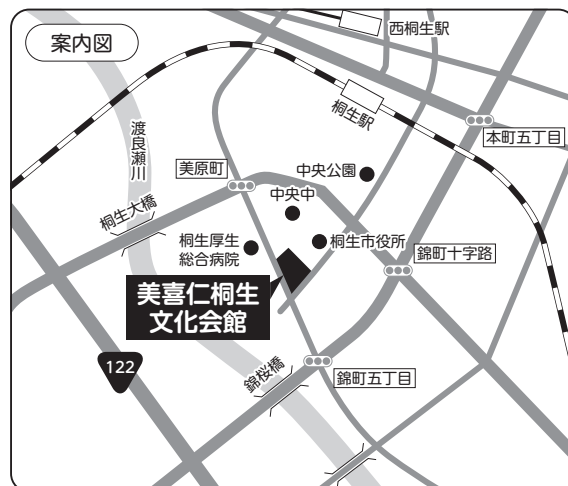 案内図
西桐生駅
桐生駅
本町五丁目
渡良瀬川
美原町
中央公園
中央中
桐生大橋
桐生厚生
総合病院
桐生市役所
錦町十字路
美喜仁桐生
文化会館
122
錦桜橋
錦町五丁目